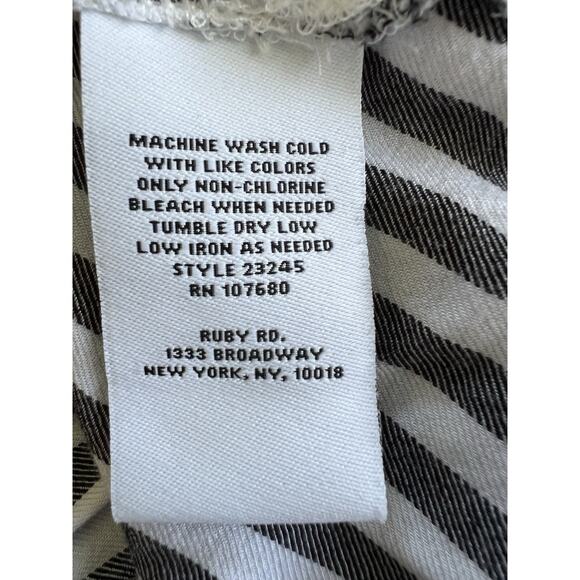 MACHINE WASH COLD
WITH LIKE COLORS
ONLY NON-CHLORINE
BLEACH WHEN NEEDED
TUMBLE DRY LOW
LOW IRON AS NEEDED
STYLE 23245
RN 107680
RUBY RD.
1333 BROADWAY
NEW YORK, NY, 10018